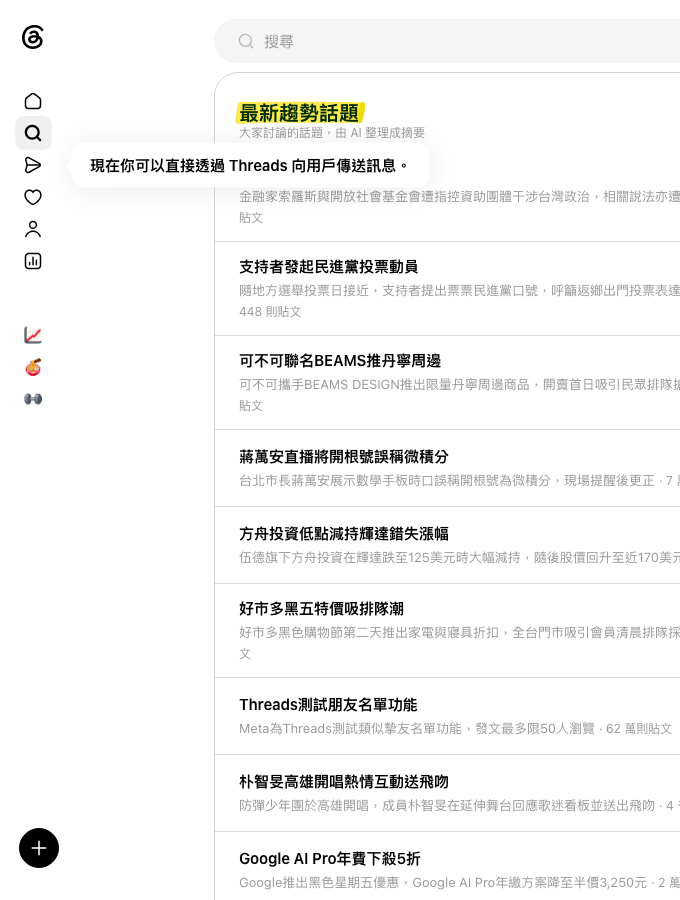 搜尋
最新趨勢話題
大家討論的話題，由 AI 整理成摘要
現在你可以直接透過 Threads 向用戶傳送訊息。
金融家索羅斯與開放社會基金會遭指控資助團體干涉台灣政治，相關說法亦遭
貼文
支持者發起民進黨投票動員
隨地方選舉投票日接近，支持者提出票票民進黨口號，呼籲返鄉出門投票表達
448 則貼文
可不可聯名BEAMS推丹寧周邊
可不可攜手BEAMS DESIGN推出限量丹寧周邊商品，開賣首日吸引民眾排隊搶
貼文
蔣萬安直播將開根號誤稱微積分
台北市長蔣萬安展示數學手板時口誤稱開根號為微積分，現場提醒後更正 · 7
方舟投資低點減持輝達錯失漲幅
伍德旗下方舟投資在輝達跌至125美元時大幅減持，隨後股價回升至近170美元
好市多黑五特價吸排隊潮
好市多黑色購物節第二天推出家電與寢具折扣，全台門市吸引會員清晨排隊採
文
Threads測試朋友名單功能
Meta為Threads測試類似摯友名單功能，發文最多限50人瀏覽 · 62 萬則貼文
朴智旻高雄開唱熱情互動送飛吻
防彈少年團於高雄開唱，成員朴智旻在延伸舞台回應歌迷看板並送出飛吻 · 4
Google AI Pro年費下殺5折
Google推出黑色星期五優惠，Google AI Pro年繳方案降至半價3,250元 · 2 萬